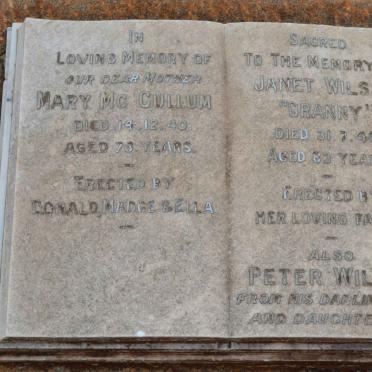 IN
LOVING MEMORY OF
OUR DEAR MOTHER
MARY MC CULLUM
DIED 14.12.40.
AGED 73 YEARS.
ERECTED BY
DONALD, MADGE & ELLA
SACRED
TO THE MEMORY
JANET WILS
"GRANNY"
DIED 31.7.4
AGED 83 YEAR
ERECTED B
HER LOVING FA
ALSO
PETER WIL
FROM HIS DARLIN
AND DAUGHTE